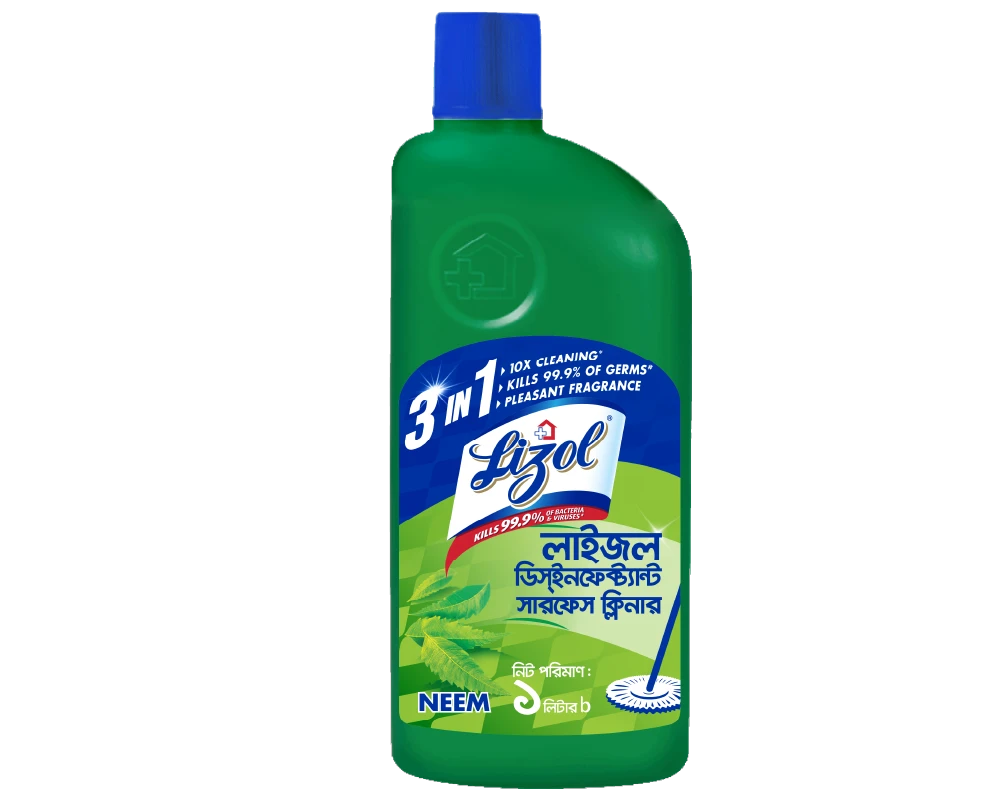 3 IN 1
10X CLEANING*
KILLS 99.9% OF GERMS*
PLEASANT FRAGRANCE
Lizol®
KILLS 99.9% OF BACTERIA & VIRUSES*
লাইজল
ডিস্ইনফেক্ট্যান্ট
সারফেস ক্লিনার
নিট পরিমাণ :
১ লিটার b
NEEM